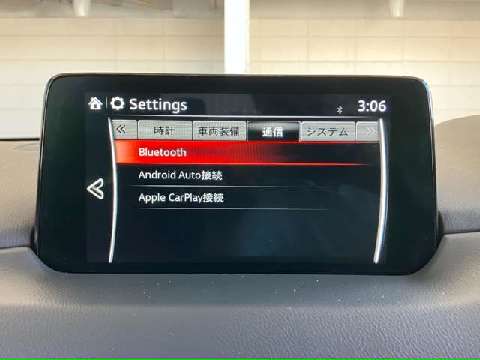 Settings 3:06
時計 車両装備 通信 システム
Bluetooth
Android Auto接続
Apple CarPlay接続